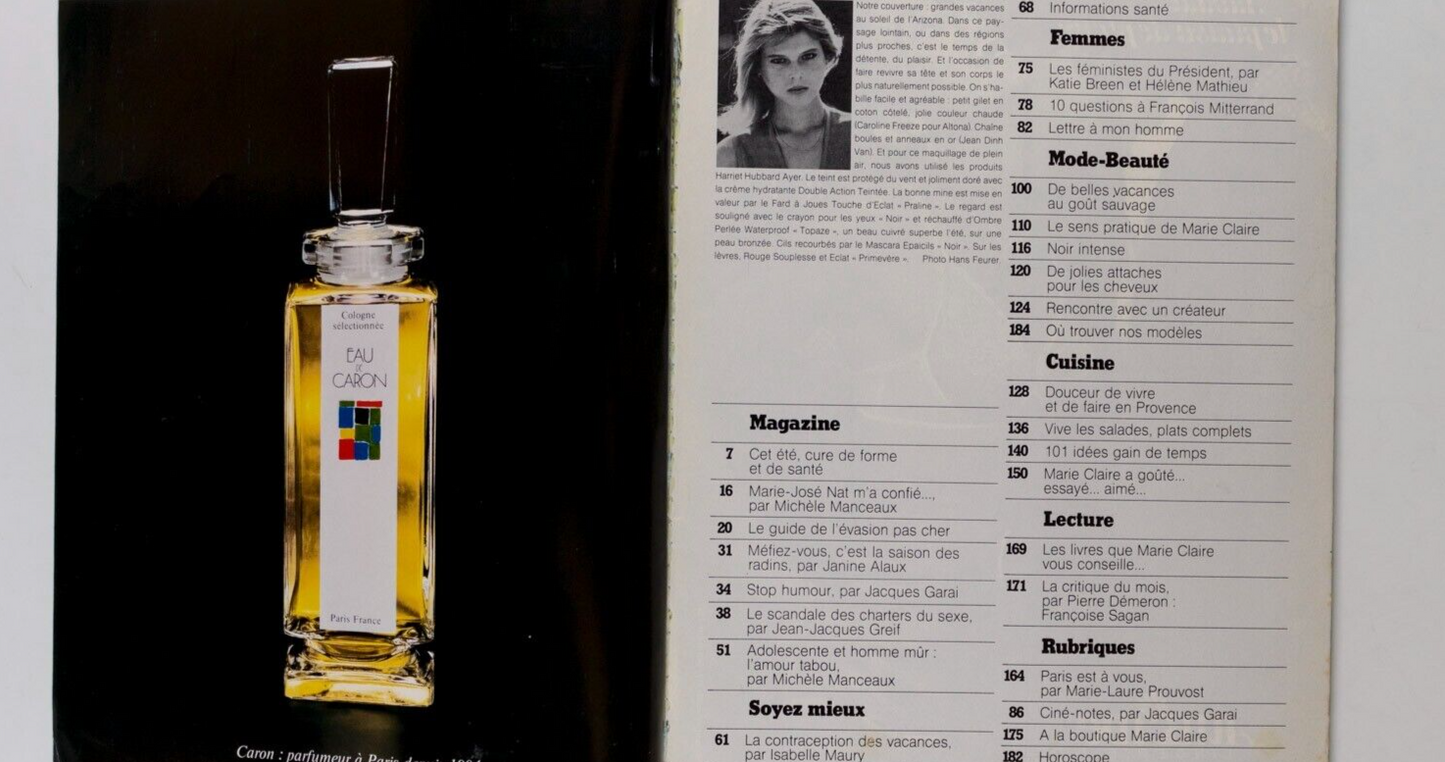 Cologne
sélectionnée
EAU
DE
CARON
Paris France
Caron : parfumeur à Paris depuis
Notre couverture : grandes vacances
au soleil de l'Arizona. Dans ce pay-
sage lointain, ou dans des régions
plus proches, c'est le temps de la
détente, du plaisir. Et l'occasion de
faire revivre sa tête et son corps le
plus naturellement possible. On s'ha-
bille facile et agréable : petit gilet en
coton côtelé, jolie couleur chaude
(Caroline Freeze pour Altona). Chaîne
boules et anneaux en or (Jean Dinh
Van). Et pour ce maquillage de plein
air, nous avons utilisé les produits
Harriet Hubbard Ayer. Le teint est protégé du vent et joliment doré avec
la crème hydratante Double Action Teintée. La bonne mine est mise en
valeur par le Fard à Joues Touche d'Eclat « Praline ». Le regard est
souligné avec le crayon pour les yeux « Noir » et réchauffé d'Ombre
Perlée Waterproof « Topaze », un beau cuivré superbe l'été, sur une
peau bronzée. Cils recourbés par le Mascara Epaicils « Noir ». Sur les
lèvres, Rouge Souplesse et Eclat « Primevère ». Photo Hans Feurer.
Magazine
7 Cet été, cure de forme
et de santé
16 Marie-José Nat m'a confié...,
par Michèle Manceaux
20 Le guide de l'évasion pas cher
31 Méfiez-vous, c'est la saison des
radins, par Janine Alaux
34 Stop humour, par Jacques Garai
38 Le scandale des charters du sexe,
par Jean-Jacques Greif
51 Adolescente et homme mûr :
l'amour tabou,
par Michèle Manceaux
Soyez mieux
61 La contraception des vacances,
par Isabelle Maury
68 Informations santé
Femmes
75 Les féministes du Président, par
Katie Breen et Hélène Mathieu
78 10 questions à François Mitterrand
82 Lettre à mon homme
Mode-Beauté
100 De belles vacances
au goût sauvage
110 Le sens pratique de Marie Claire
116 Noir intense
120 De jolies attaches
pour les cheveux
124 Rencontre avec un créateur
184 Où trouver nos modèles
Cuisine
128 Douceur de vivre
et de faire en Provence
136 Vive les salades, plats complets
140 101 idées gain de temps
150 Marie Claire a goûté...
essayé... aimé...
Lecture
169 Les livres que Marie Claire
vous conseille...
171 La critique du mois,
par Pierre Démeron :
Françoise Sagan
Rubriques
164 Paris est à vous,
par Marie-Laure Prouvost
86 Ciné-notes, par Jacques Garai
175 A la boutique Marie Claire
182 Horoscope